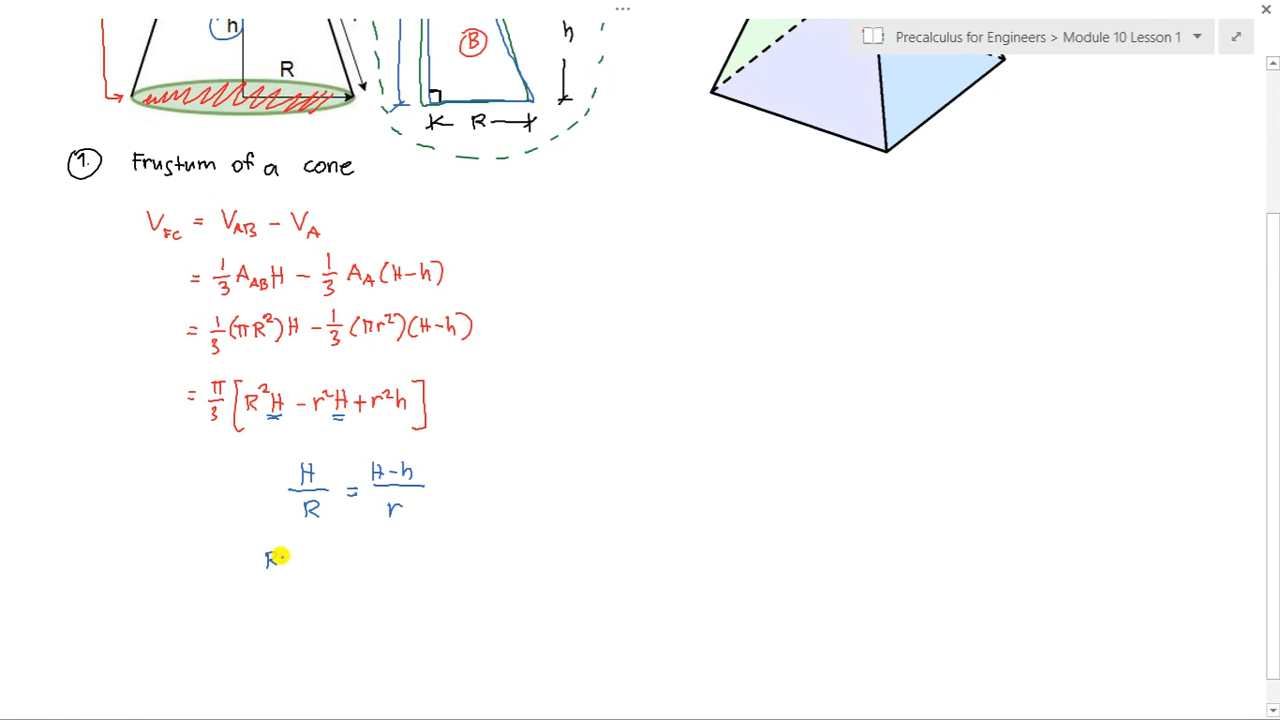 ...
×
Precalculus for Engineers > Module 10 Lesson 1
h
R
B
h
R
1. Frustum of a cone
V_FC = V_AB − V_A
= 1/3 A_AB H − 1/3 A_A (H−h)
= 1/3 (πR²) H − 1/3 (πr²)(H−h)
= π/3 [R²H − r²H + r²h]
H/R = H−h/r
R